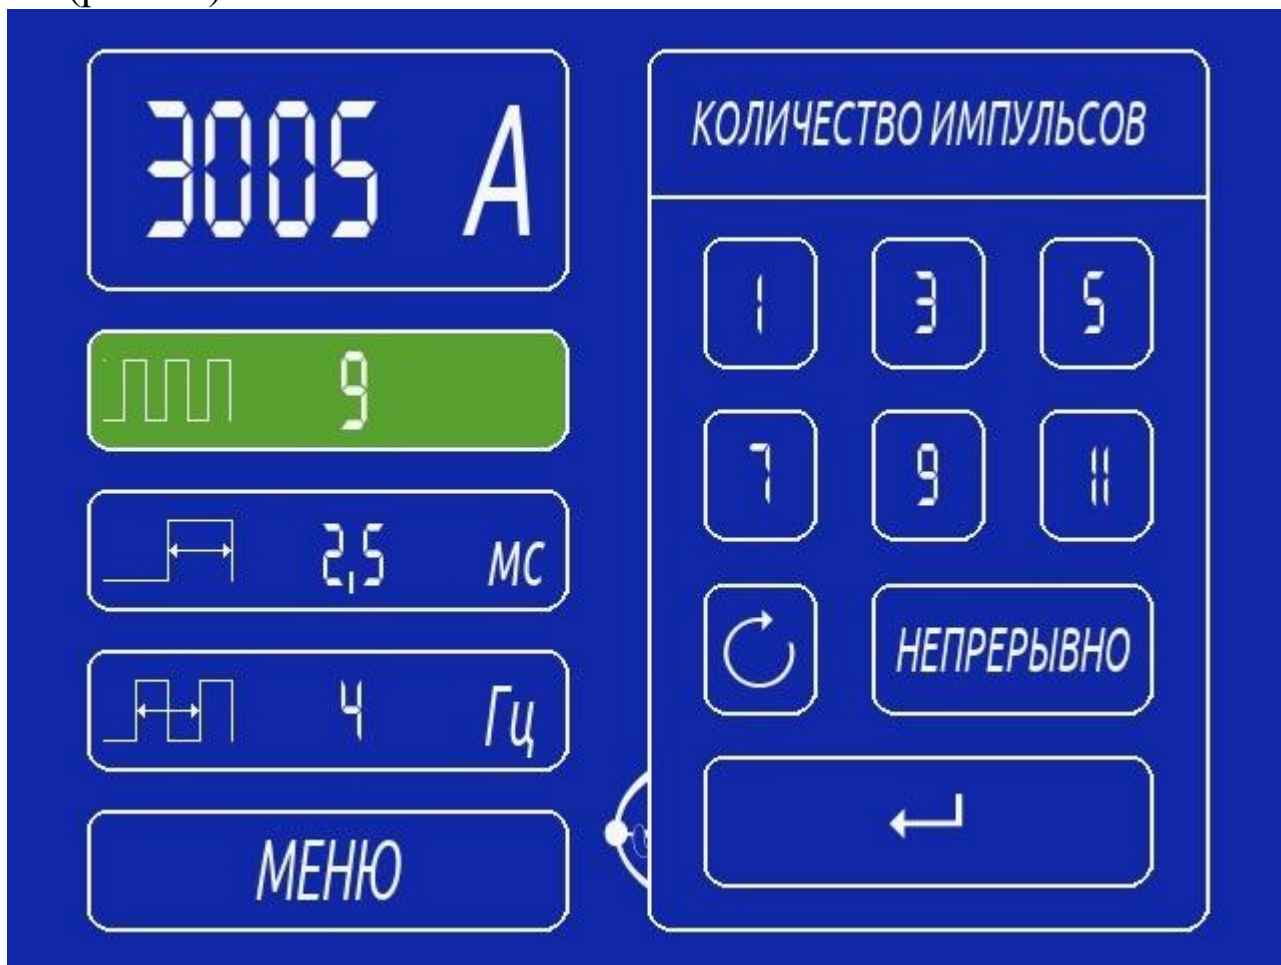 3005 А
9
2,5 мс
4 Гц
МЕНЮ
КОЛИЧЕСТВО ИМПУЛЬСОВ
1 3 5
7 9 11
НЕПРЕРЫВНО